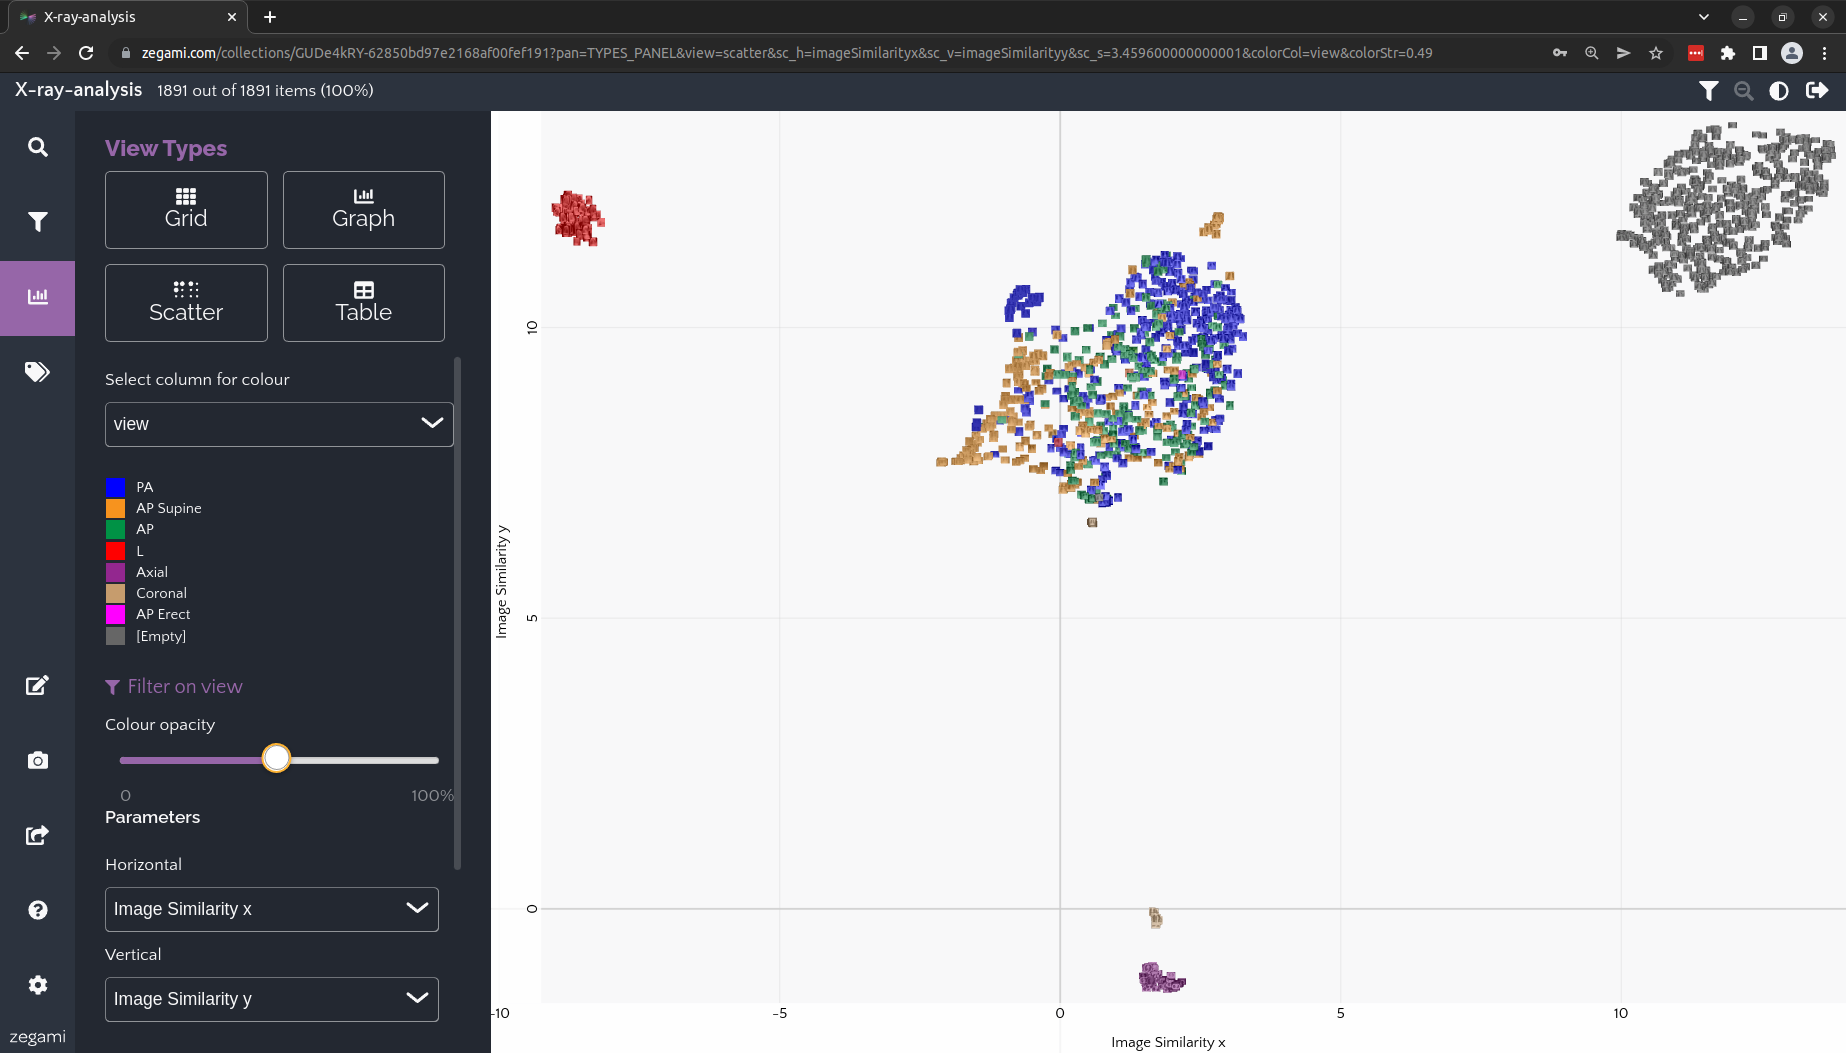 X-ray-analysis
zegami.com/collections/GUDe4kRY-62850bd97e2168af00fef191?pan=TYPES_PANEL&view=scatter&sc_h=imageSimilarityx&sc_v=imageSimilarityy&sc_s=3.459600000000001&colorCol=view&colorStr=0.49
X-ray-analysis 1891 out of 1891 items (100%)
View Types
Grid
Graph
Scatter
Table
Select column for colour
view
PA
AP Supine
AP
L
Axial
Coronal
AP Erect
[Empty]
Filter on view
Colour opacity
0 100%
Parameters
Horizontal
Image Similarity x
Vertical
Image Similarity y
zegami
Image Similarity y
10
5
0
-10 -5 0 5 10
Image Similarity x